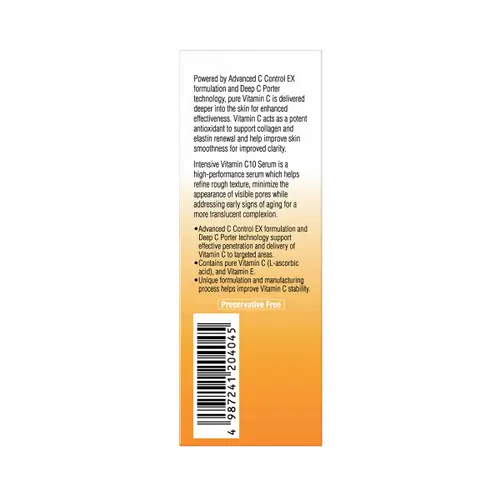 Powered by Advanced C Control EX
formulation and Deep C Porter
technology, pure Vitamin C is delivered
deeper into the skin for enhanced
effectiveness. Vitamin C acts as a potent
antioxidant to support collagen and
elastin renewal and help improve skin
smoothness for improved clarity.
Intensive Vitamin C10 Serum is a
high-performance serum which helps
refine rough texture, minimize the
appearance of visible pores while
addressing early signs of aging for a
more translucent complexion.
•Advanced C Control EX formulation and
Deep C Porter technology support
effective penetration and delivery of
Vitamin C to targeted areas.
•Contains pure Vitamin C (L-ascorbic
acid), and Vitamin E.
•Unique formulation and manufacturing
process helps improve Vitamin C stability.
Preservative Free
4 987241 204045